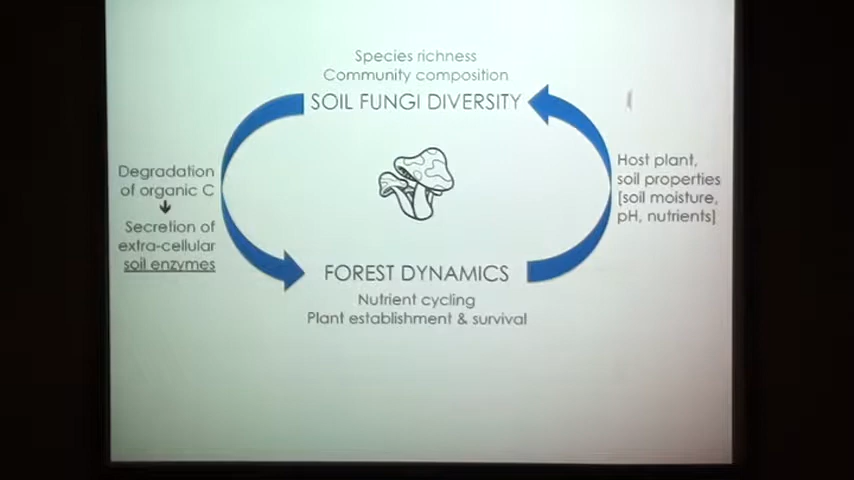 Species richness
Community composition
SOIL FUNGI DIVERSITY
Degradation
of organic C
Secretion of
extra-cellular
soil enzymes
Host plant,
soil properties
[soil moisture,
pH, nutrients]
FOREST DYNAMICS
Nutrient cycling
Plant establishment & survival